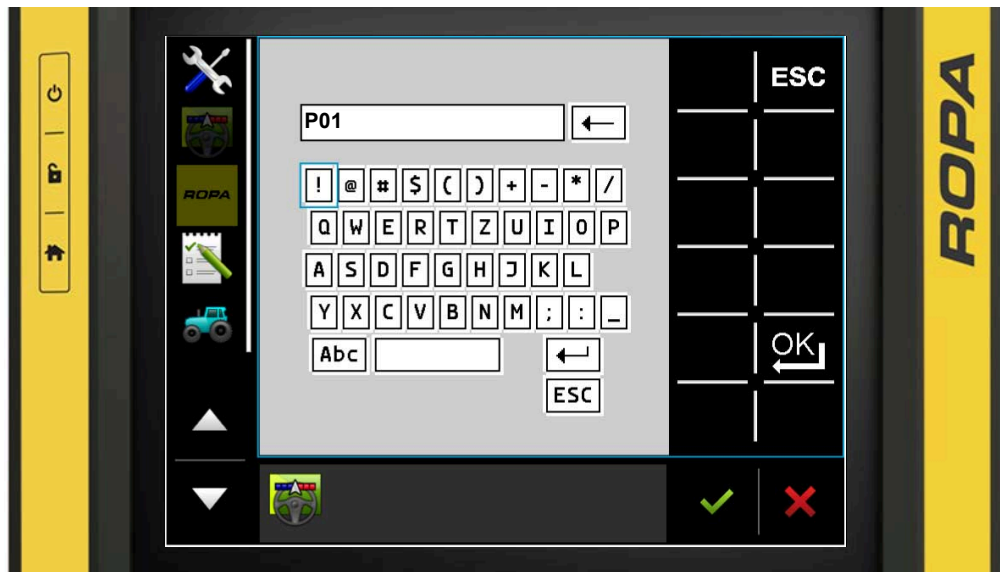 ESC
P01
ROPA
! @ # $ ( ) + - * /
Q W E R T Z U I O P
A S D F G H J K L
Y X C V B N M ; : _
Abc
OK
ESC
ROPA